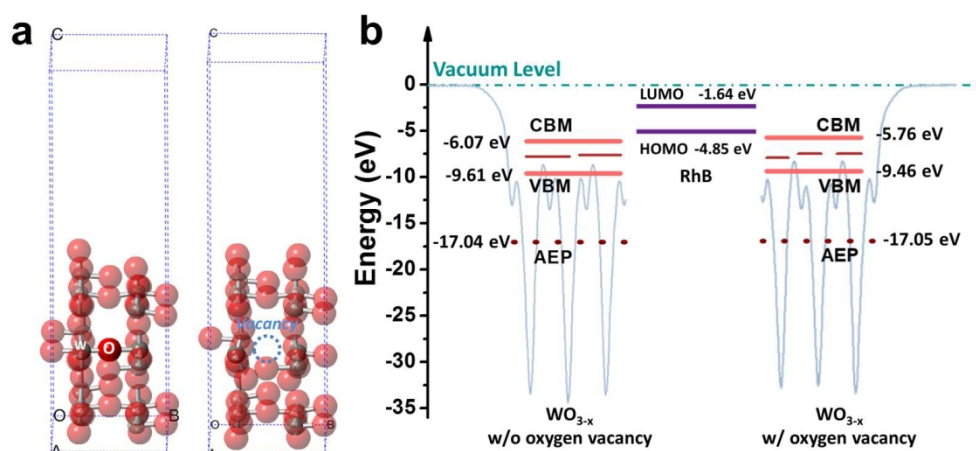 a
C
W
O
O
B
A
C
Vacancy
O
B
b
Energy (eV)
0
-5
-10
-15
-20
-25
-30
-35
Vacuum Level
LUMO -1.64 eV
HOMO -4.85 eV
RhB
CBM
-6.07 eV
-9.61 eV
VBM
-17.04 eV
AEP
WO3-x
w/o oxygen vacancy
CBM
-5.76 eV
-9.46 eV
VBM
-17.05 eV
AEP
WO3-x
w/ oxygen vacancy